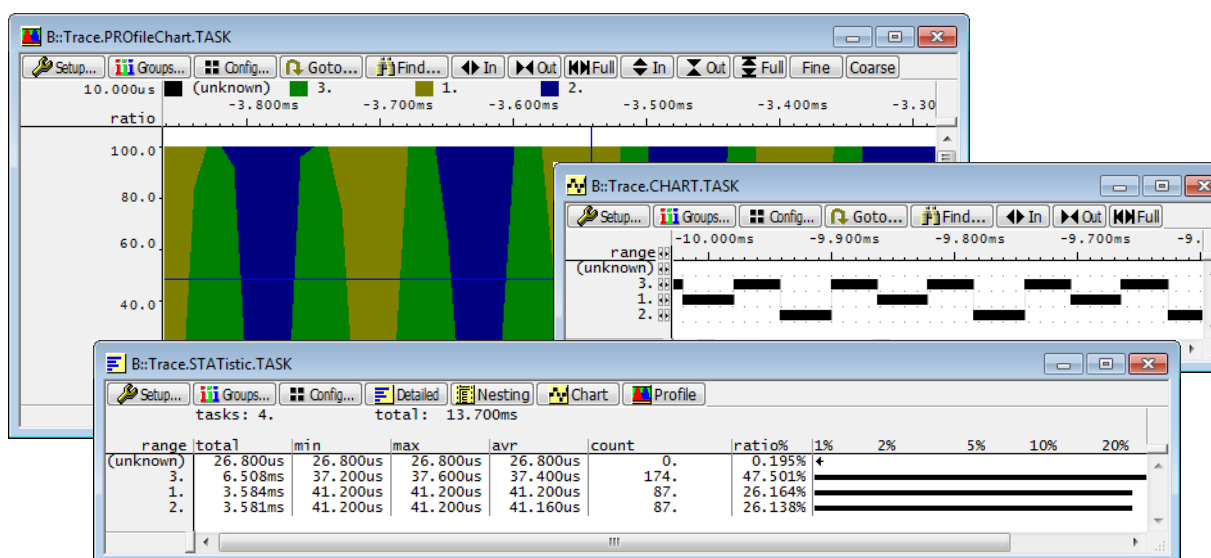 B::Trace.PROfileChart.TASK
Setup... Groups... Config... Goto... Find... In Out Full In Out Full Fine Coarse
10.000us (unknown) 3. 1. 2.
-3.800ms -3.700ms -3.600ms -3.500ms -3.400ms -3.30
ratio
100.0
80.0
60.0
40.0
B::Trace.CHART.TASK
Setup... Groups... Config... Goto... Find... In Out Full
-10.000ms -9.900ms -9.800ms -9.700ms -9.
range
(unknown)
3.
1.
2.
B::Trace.STATistic.TASK
Setup... Groups... Config... Detailed Nesting Chart Profile
tasks: 4. total: 13.700ms
range total min max avr count ratio% 1% 2% 5% 10% 20%
(unknown) 26.800us 26.800us 26.800us 26.800us 0. 0.195%
3. 6.508ms 37.200us 37.600us 37.400us 174. 47.501%
1. 3.584ms 41.200us 41.200us 41.200us 87. 26.164%
2. 3.581ms 41.200us 41.200us 41.160us 87. 26.138%